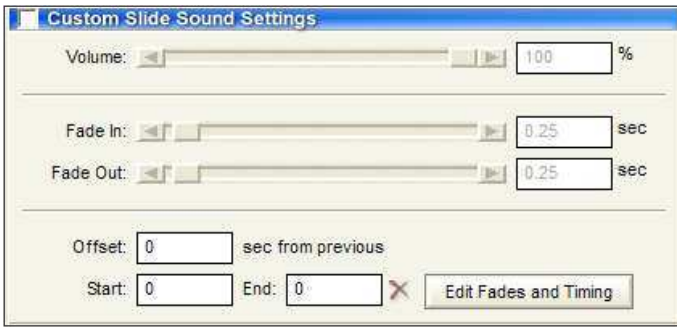 Custom Slide Sound Settings
Volume: 100 %
Fade In: 0.25 sec
Fade Out: 0.25 sec
Offset: 0 sec from previous
Start: 0 End: 0 Edit Fades and Timing